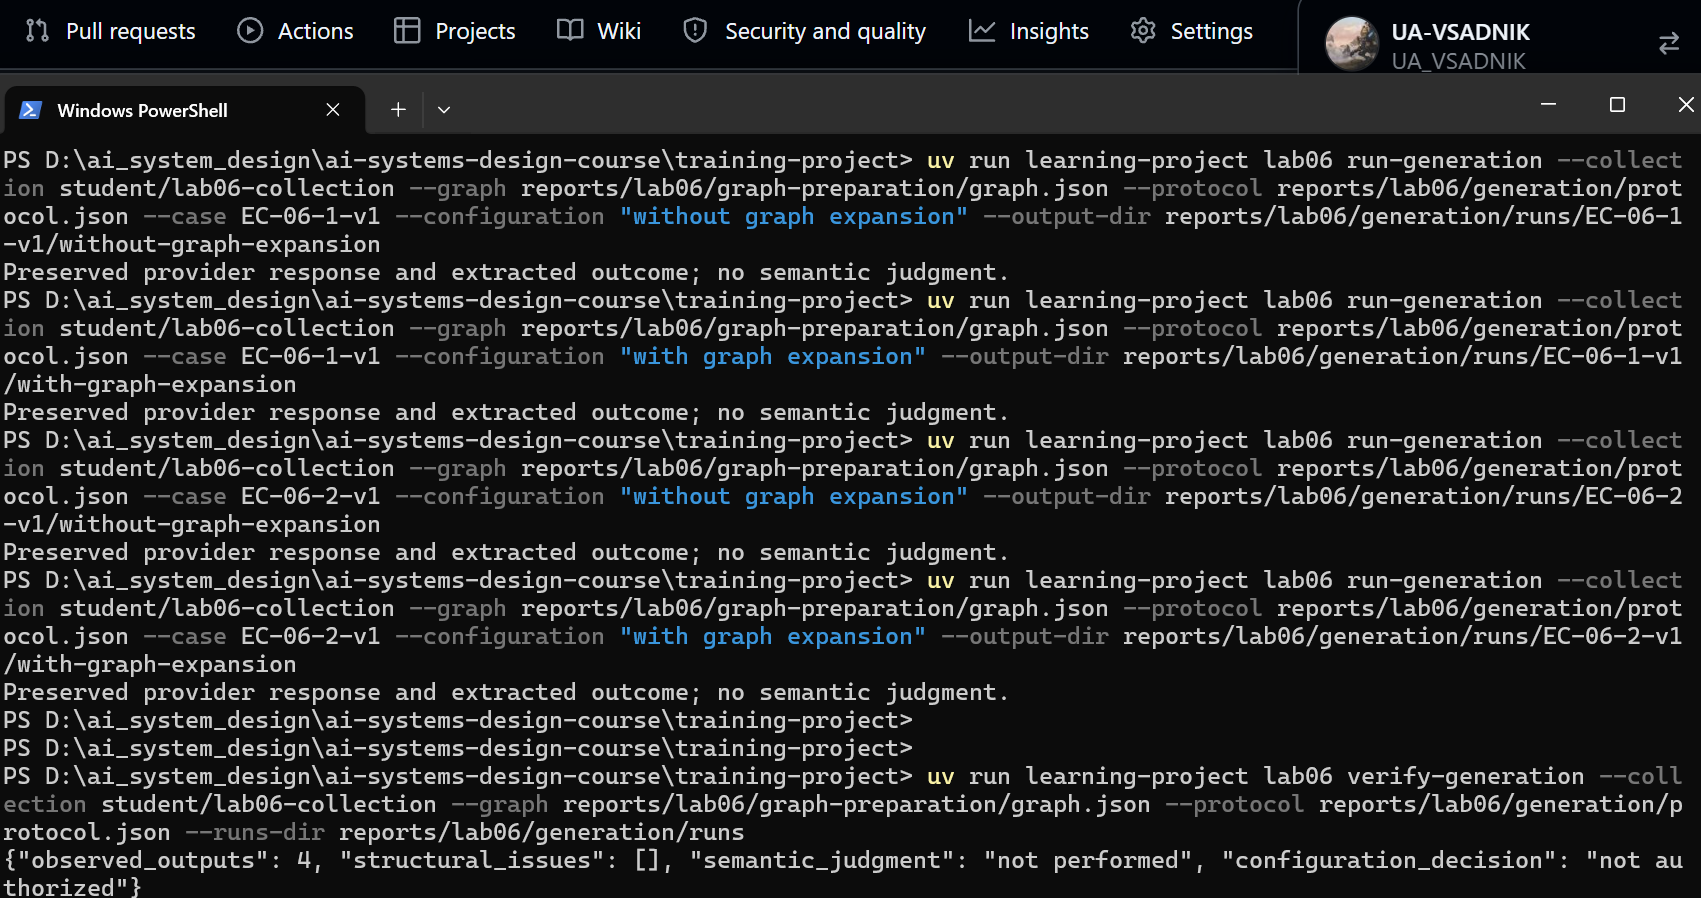 Pull requests Actions Projects Wiki Security and quality Insights Settings UA-VSADNIK
UA_VSADNIK
Windows PowerShell
PS D:\ai_system_design\ai-systems-design-course\training-project> uv run learning-project lab06 run-generation --collect
ion student/lab06-collection --graph reports/lab06/graph-preparation/graph.json --protocol reports/lab06/generation/prot
ocol.json --case EC-06-1-v1 --configuration "without graph expansion" --output-dir reports/lab06/generation/runs/EC-06-1
-v1/without-graph-expansion
Preserved provider response and extracted outcome; no semantic judgment.
PS D:\ai_system_design\ai-systems-design-course\training-project> uv run learning-project lab06 run-generation --collect
ion student/lab06-collection --graph reports/lab06/graph-preparation/graph.json --protocol reports/lab06/generation/prot
ocol.json --case EC-06-1-v1 --configuration "with graph expansion" --output-dir reports/lab06/generation/runs/EC-06-1-v1
/with-graph-expansion
Preserved provider response and extracted outcome; no semantic judgment.
PS D:\ai_system_design\ai-systems-design-course\training-project> uv run learning-project lab06 run-generation --collect
ion student/lab06-collection --graph reports/lab06/graph-preparation/graph.json --protocol reports/lab06/generation/prot
ocol.json --case EC-06-2-v1 --configuration "without graph expansion" --output-dir reports/lab06/generation/runs/EC-06-2
-v1/without-graph-expansion
Preserved provider response and extracted outcome; no semantic judgment.
PS D:\ai_system_design\ai-systems-design-course\training-project> uv run learning-project lab06 run-generation --collect
ion student/lab06-collection --graph reports/lab06/graph-preparation/graph.json --protocol reports/lab06/generation/prot
ocol.json --case EC-06-2-v1 --configuration "with graph expansion" --output-dir reports/lab06/generation/runs/EC-06-2-v1
/with-graph-expansion
Preserved provider response and extracted outcome; no semantic judgment.
PS D:\ai_system_design\ai-systems-design-course\training-project>
PS D:\ai_system_design\ai-systems-design-course\training-project>
PS D:\ai_system_design\ai-systems-design-course\training-project> uv run learning-project lab06 verify-generation --coll
ection student/lab06-collection --graph reports/lab06/graph-preparation/graph.json --protocol reports/lab06/generation/p
rotocol.json --runs-dir reports/lab06/generation/runs
{"observed_outputs": 4, "structural_issues": [], "semantic_judgment": "not performed", "configuration_decision": "not au
thorized"}